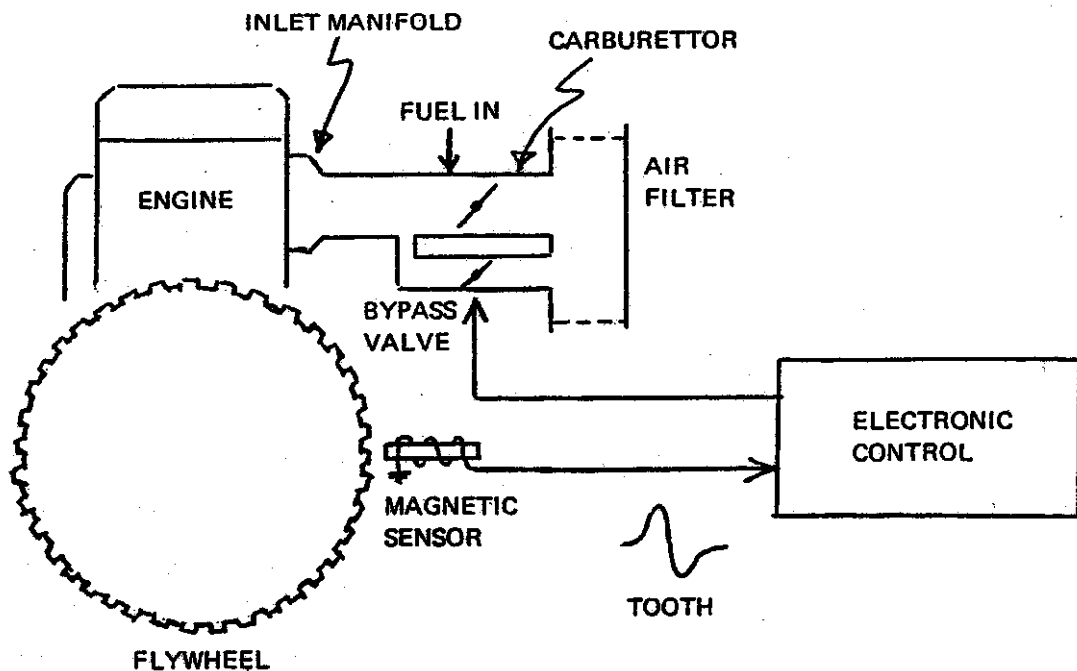 INLET MANIFOLD
CARBURETTOR
FUEL IN
AIR
FILTER
ENGINE
BYPASS
VALVE
ELECTRONIC
CONTROL
MAGNETIC
SENSOR
TOOTH
FLYWHEEL